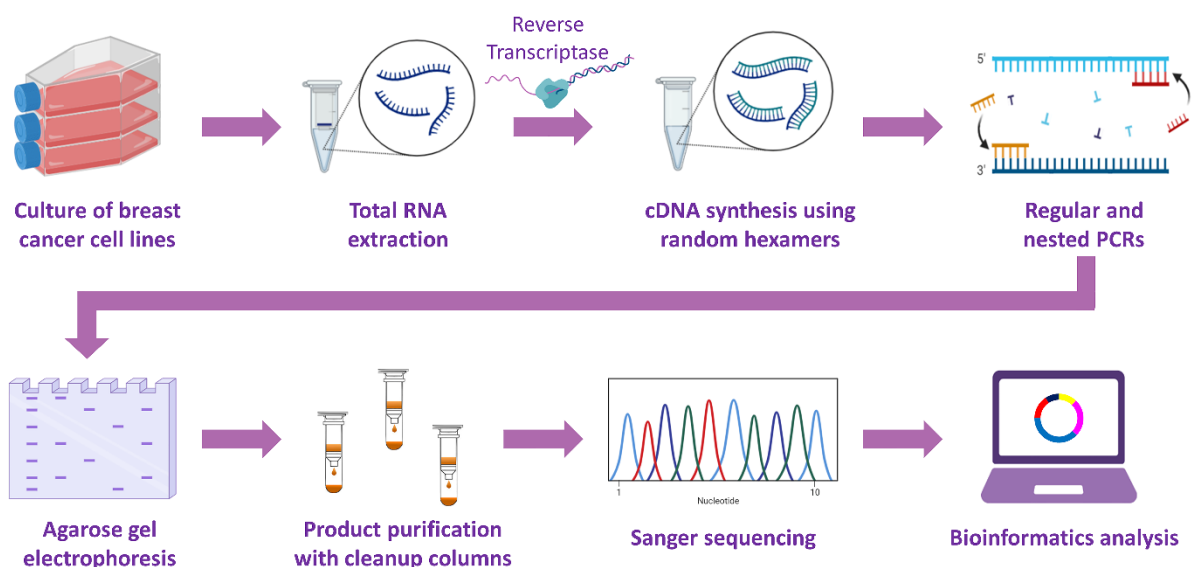 Reverse
Transcriptase
5'
3'
Culture of breast
cancer cell lines
Total RNA
extraction
cDNA synthesis using
random hexamers
Regular and
nested PCRs
1
Nucleotide
10
Agarose gel
electrophoresis
Product purification
with cleanup columns
Sanger sequencing
Bioinformatics analysis